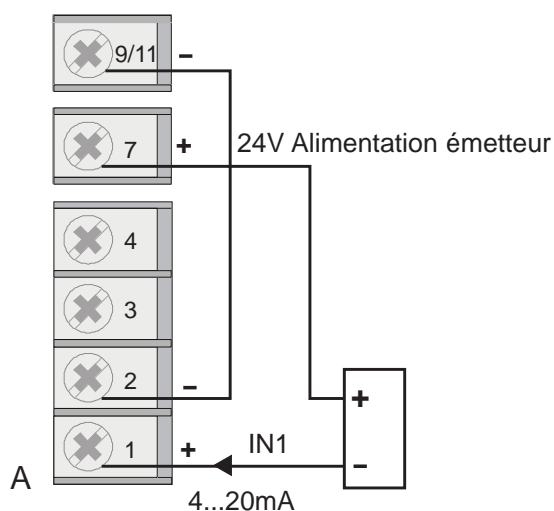 9/11 –
7 + 24V Alimentation émetteur
4
3
2 –
+
1 + IN1 –
A
4...20mA